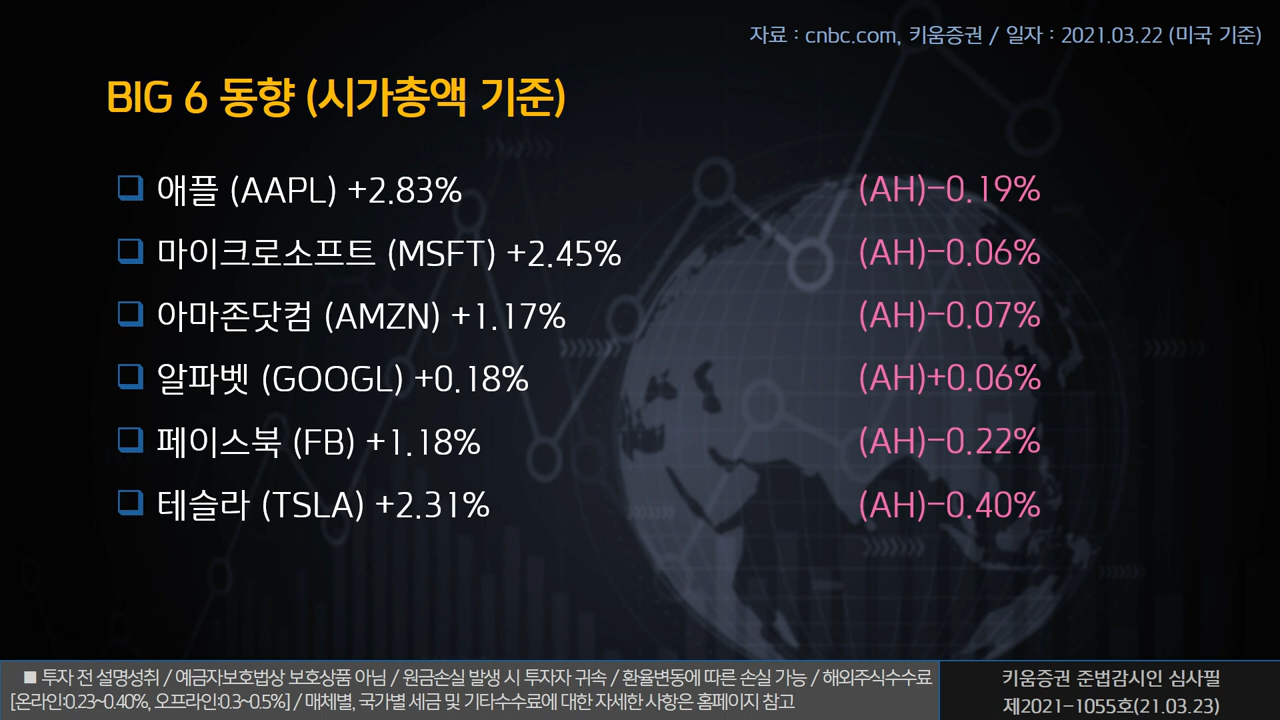 자료 : cnbc.com, 키움증권 / 일자 : 2021.03.22 (미국 기준)
BIG 6 동향 (시가총액 기준)
애플 (AAPL) +2.83% (AH)-0.19%
마이크로소프트 (MSFT) +2.45% (AH)-0.06%
아마존닷컴 (AMZN) +1.17% (AH)-0.07%
알파벳 (GOOGL) +0.18% (AH)+0.06%
페이스북 (FB) +1.18% (AH)-0.22%
테슬라 (TSLA) +2.31% (AH)-0.40%
■ 투자 전 설명성취 / 예금자보호법상 보호상품 아님 / 원금손실 발생 시 투자자 귀속 / 환율변동에 따른 손실 가능 / 해외주식수수료
[온라인:0.23~0.40%, 오프라인:0.3~0.5%] / 매체별, 국가별 세금 및 기타수수료에 대한 자세한 사항은 홈페이지 참고
키움증권 준법감시인 심사필
제2021-1055호(21.03.23)